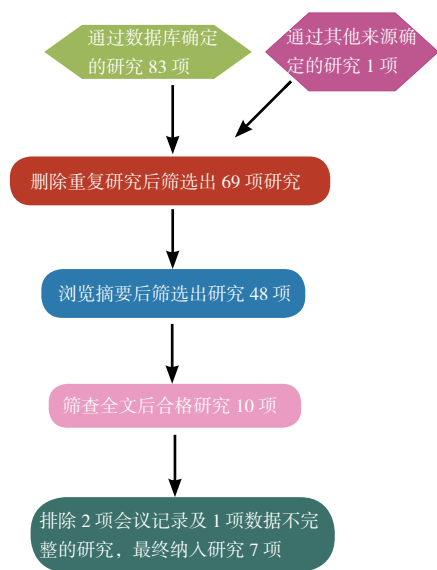 通过数据库确定
的研究 83 项
通过其他来源确
定的研究 1 项
删除重复研究后筛选出 69 项研究
浏览摘要后筛选出研究 48 项
筛查全文后合格研究 10 项
排除 2 项会议记录及 1 项数据不完
整的研究，最终纳入研究 7 项